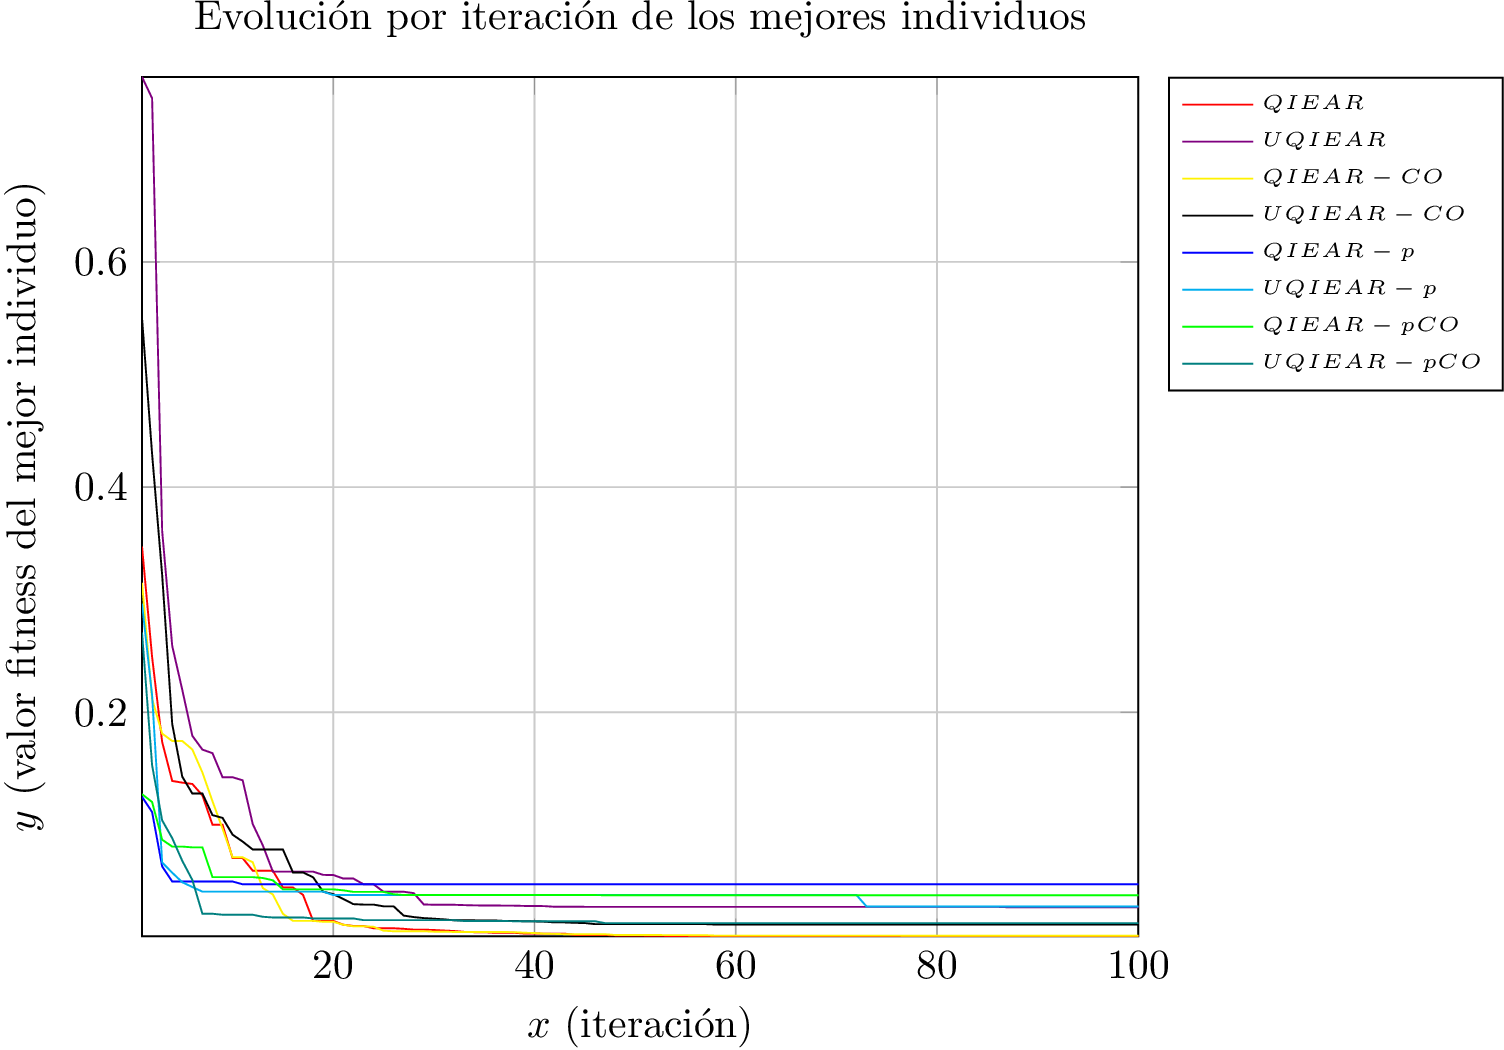 Evolución por iteración de los mejores individuos
y (valor fitness del mejor individuo)
0.6
0.4
0.2
20 40 60 80 100
x (iteración)
QIEAR
UQIEAR
QIEAR − CO
UQIEAR − CO
QIEAR − p
UQIEAR − p
QIEAR − pCO
UQIEAR − pCO